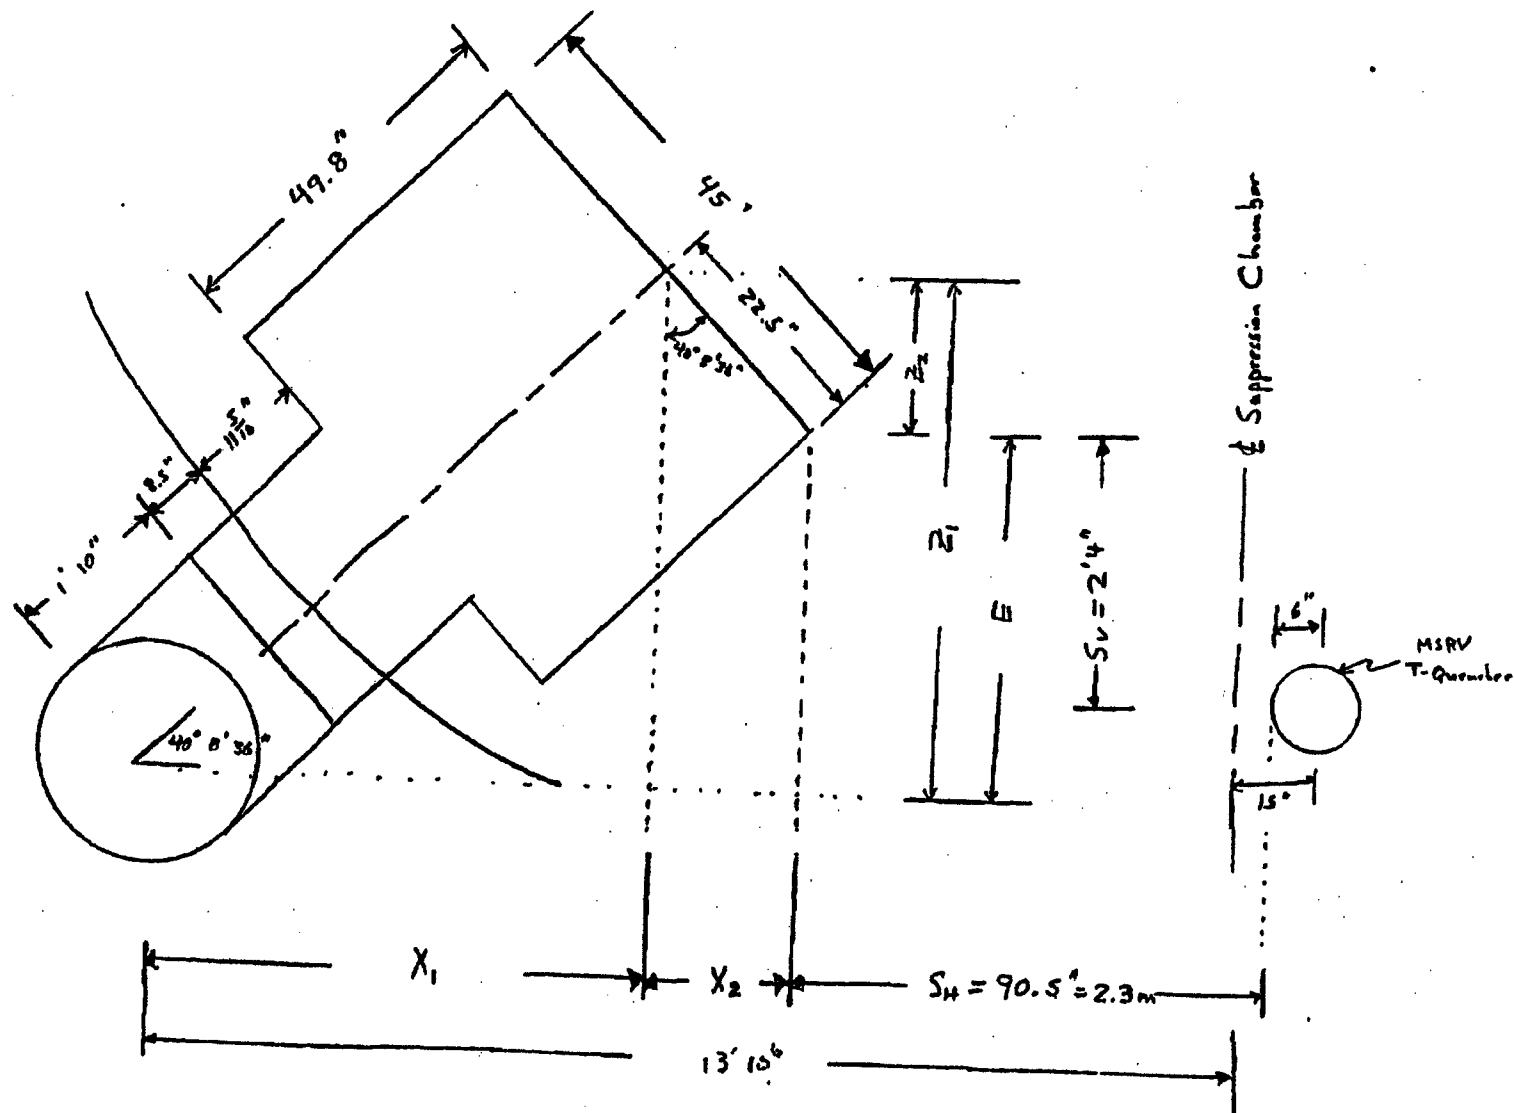 49.8"
45"
22.5"
40° 8' 36"
11 5/16"
8.5"
1' 10"
40° 8' 36"
Z₂
Z₁
E
Sv = 2'4"
℄ Suppression Chamber
6"
MSRV
T-Quencher
15"
X₁
X₂
SH = 90.5" = 2.3m
13' 10"